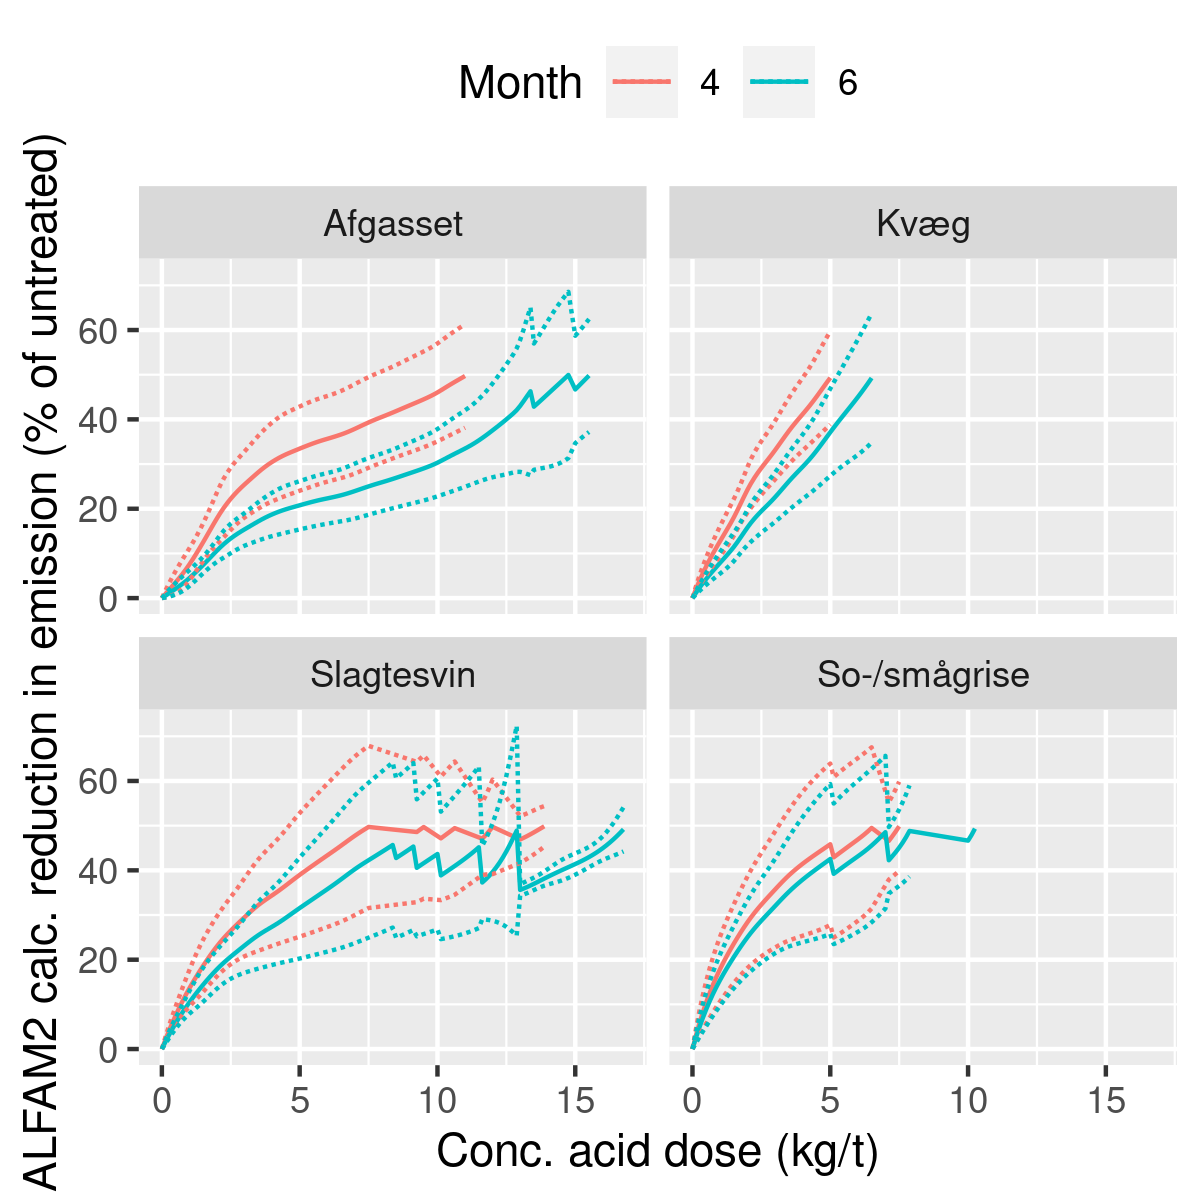 Month 4 6
ALFAM2 calc. reduction in emission (% of untreated)
Afgasset Kvæg
60
40
20
0
Slagtesvin So-/smågrise
60
40
20
0
0 5 10 15 0 5 10 15
Conc. acid dose (kg/t)